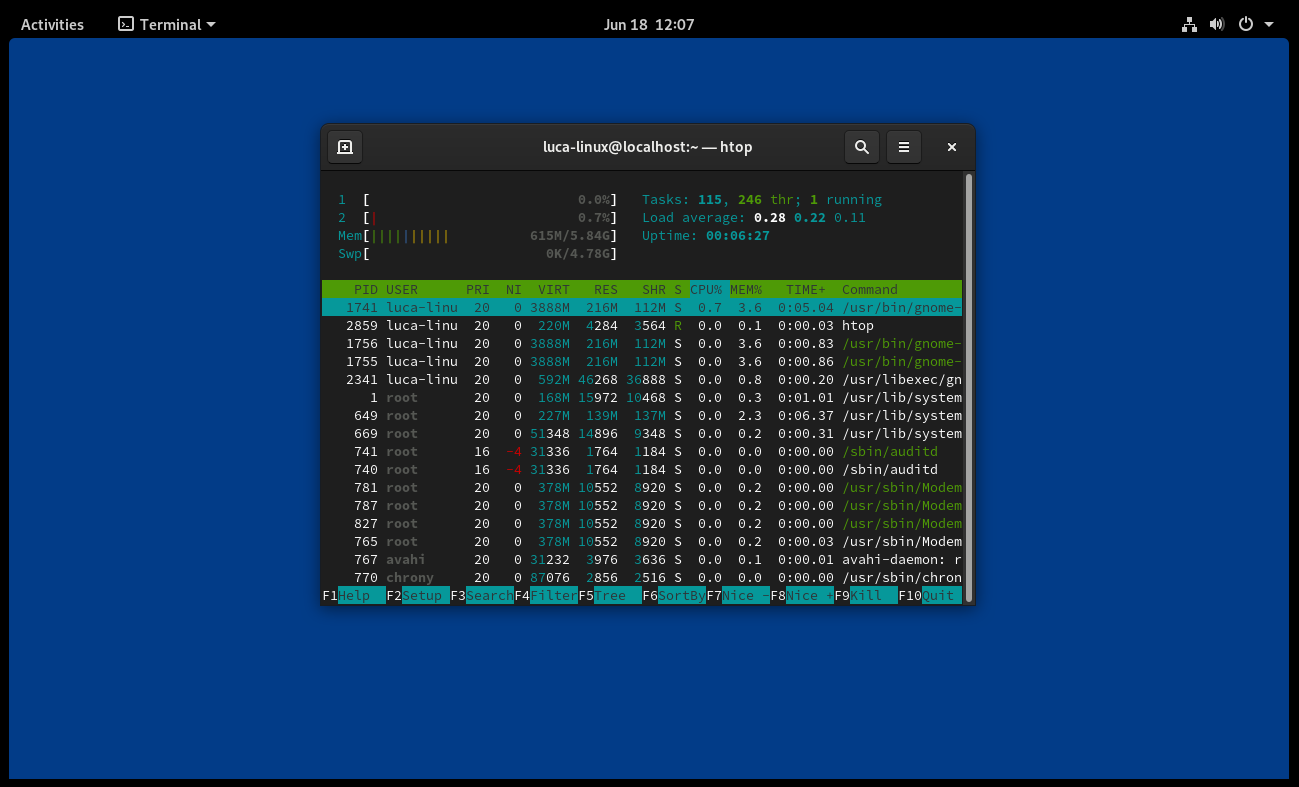 Activities Terminal Jun 18 12:07
luca-linux@localhost:~ — htop
1 [ 0.0%] Tasks: 115, 246 thr; 1 running
2 [| 0.7%] Load average: 0.28 0.22 0.11
Mem[|||||||||| 615M/5.84G] Uptime: 00:06:27
Swp[ 0K/4.78G]
PID USER PRI NI VIRT RES SHR S CPU% MEM% TIME+ Command
1741 luca-linu 20 0 3888M 216M 112M S 0.7 3.6 0:05.04 /usr/bin/gnome-
2859 luca-linu 20 0 220M 4284 3564 R 0.0 0.1 0:00.03 htop
1756 luca-linu 20 0 3888M 216M 112M S 0.0 3.6 0:00.83 /usr/bin/gnome-
1755 luca-linu 20 0 3888M 216M 112M S 0.0 3.6 0:00.86 /usr/bin/gnome-
2341 luca-linu 20 0 592M 46268 36888 S 0.0 0.8 0:00.20 /usr/libexec/gn
1 root 20 0 168M 15972 10468 S 0.0 0.3 0:01.01 /usr/lib/system
649 root 20 0 227M 139M 137M S 0.0 2.3 0:06.37 /usr/lib/system
669 root 20 0 51348 14896 9348 S 0.0 0.2 0:00.31 /usr/lib/system
741 root 16 -4 31336 1764 1184 S 0.0 0.0 0:00.00 /sbin/auditd
740 root 16 -4 31336 1764 1184 S 0.0 0.0 0:00.00 /sbin/auditd
781 root 20 0 378M 10552 8920 S 0.0 0.2 0:00.00 /usr/sbin/Modem
787 root 20 0 378M 10552 8920 S 0.0 0.2 0:00.00 /usr/sbin/Modem
827 root 20 0 378M 10552 8920 S 0.0 0.2 0:00.00 /usr/sbin/Modem
765 root 20 0 378M 10552 8920 S 0.0 0.2 0:00.03 /usr/sbin/Modem
767 avahi 20 0 31232 3976 3636 S 0.0 0.1 0:00.01 avahi-daemon: r
770 chrony 20 0 87076 2856 2516 S 0.0 0.0 0:00.00 /usr/sbin/chron
F1Help F2Setup F3SearchF4FilterF5Tree F6SortByF7Nice -F8Nice +F9Kill F10Quit